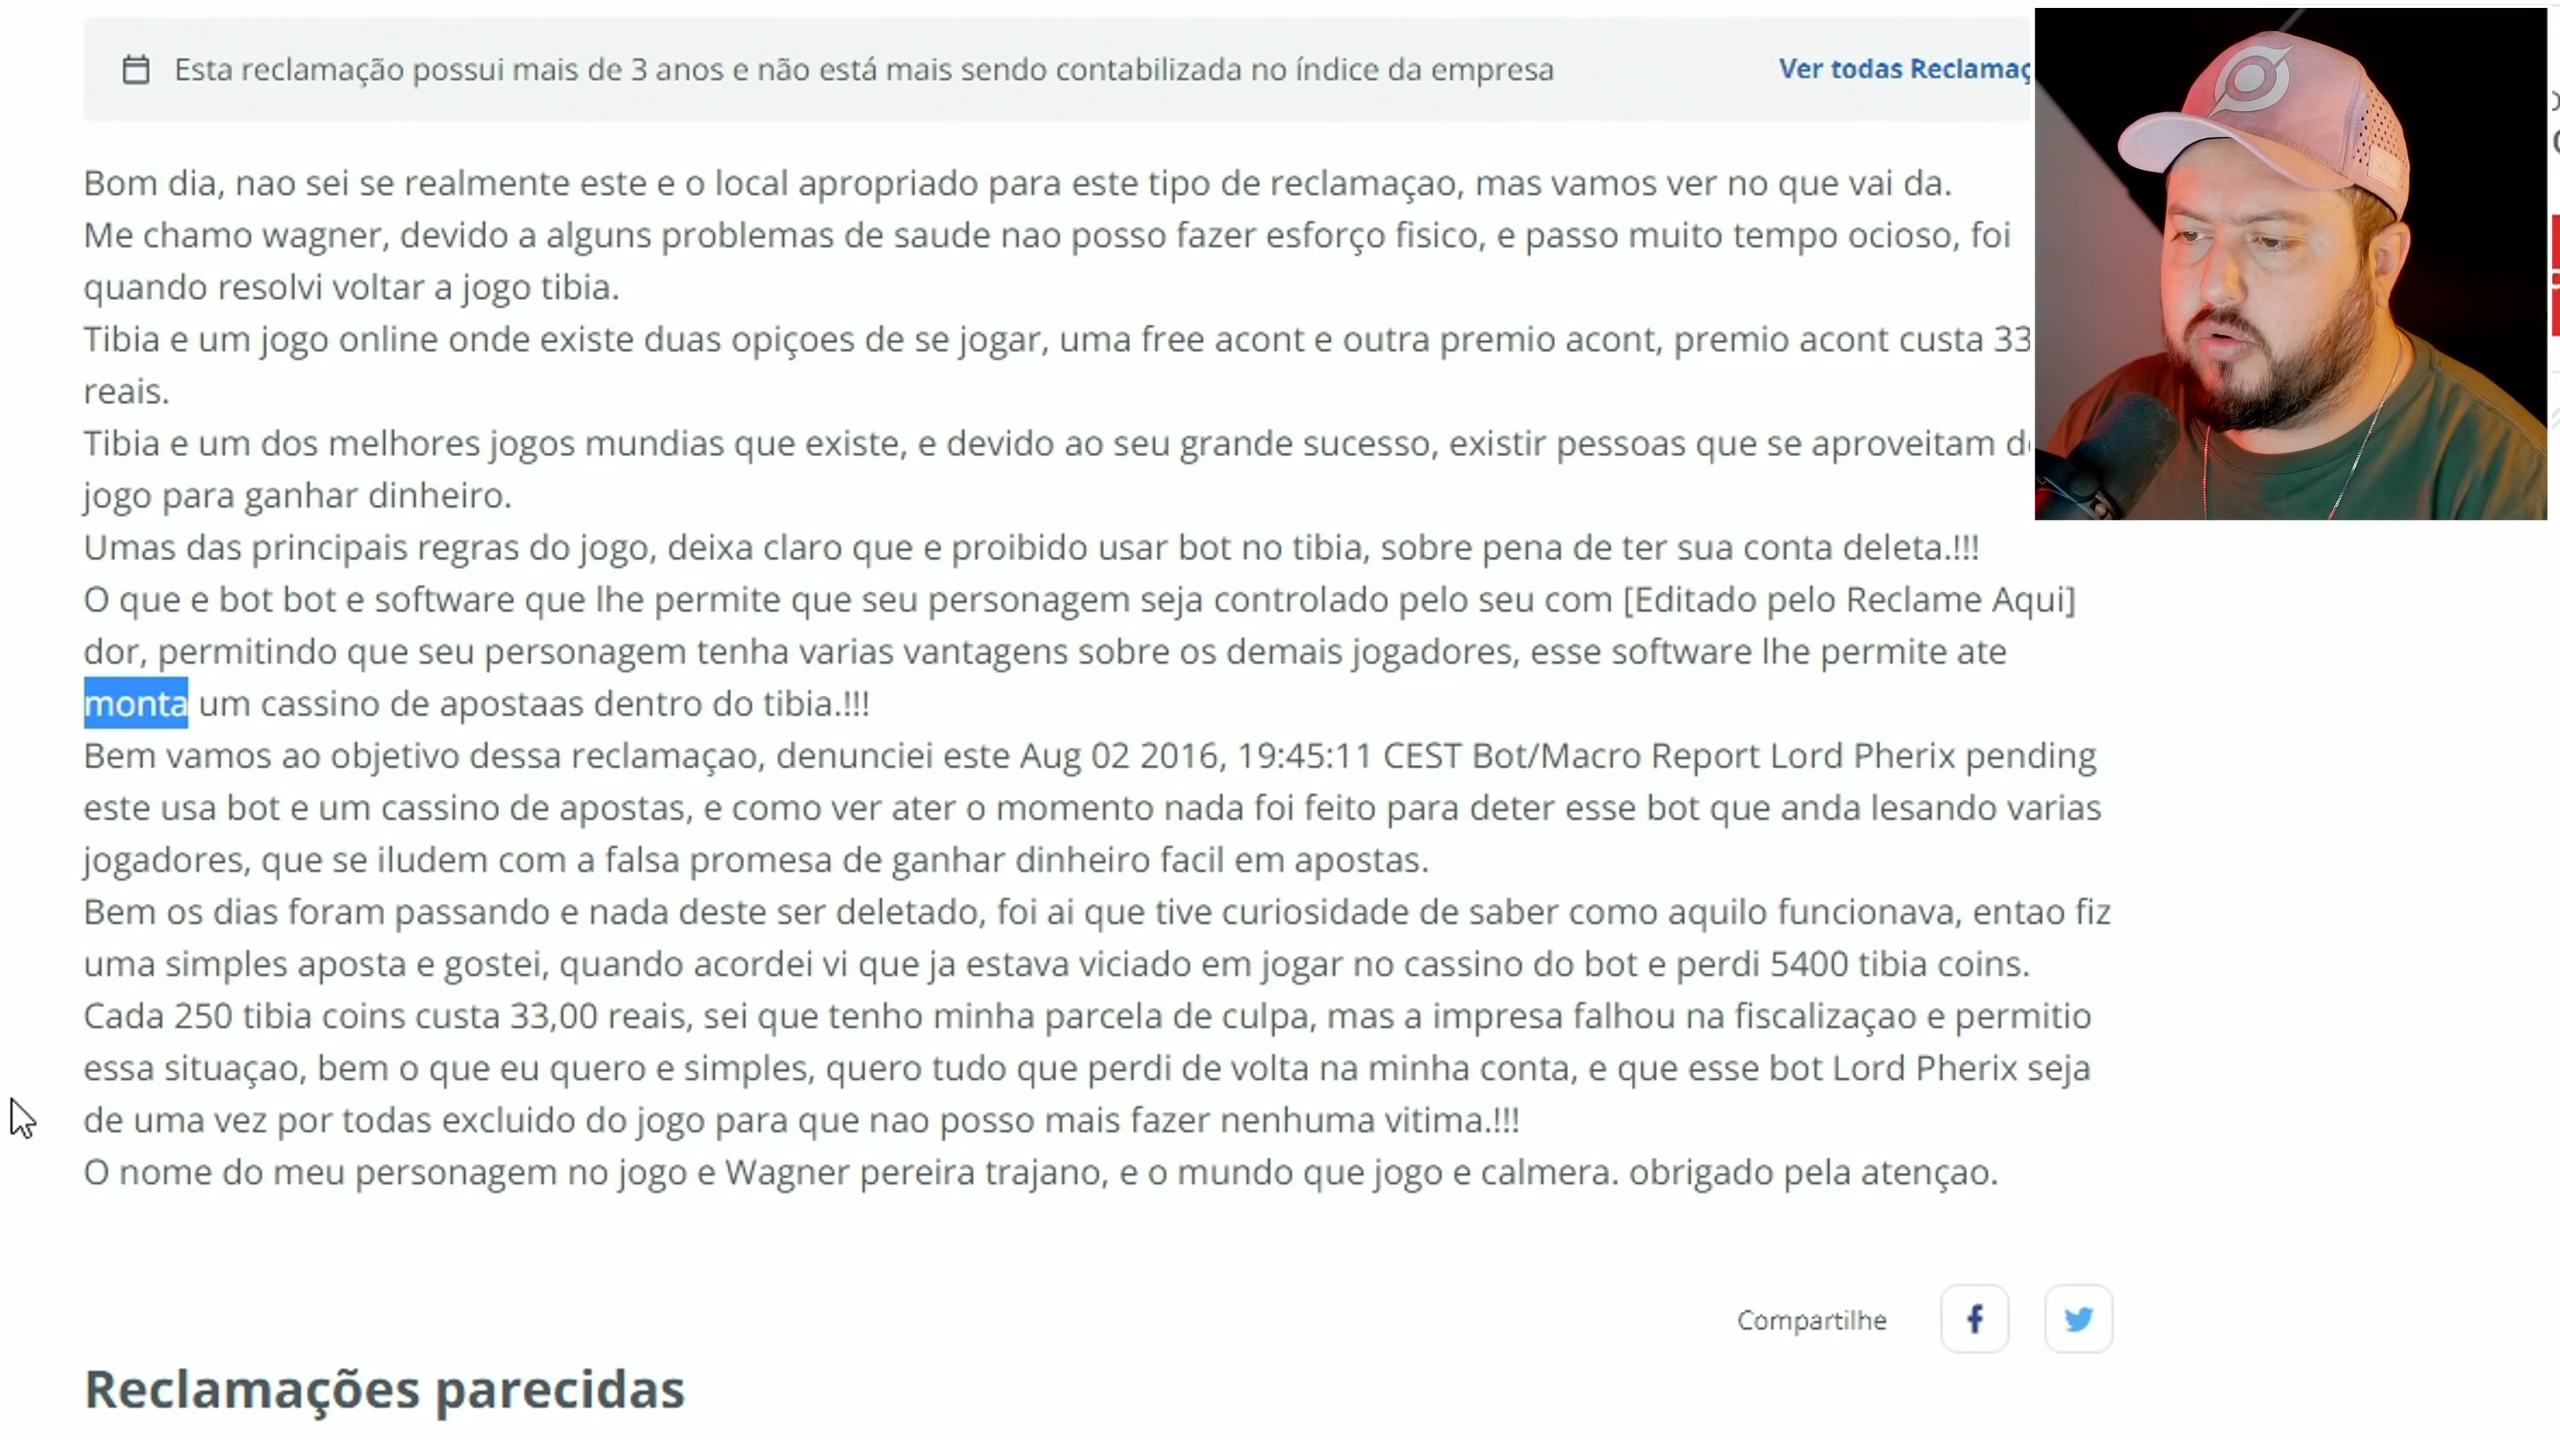 Esta reclamação possui mais de 3 anos e não está mais sendo contabilizada no índice da empresa
Ver todas
Bom dia, nao sei se realmente este e o local apropriado para este tipo de reclamaçao, mas vamos ver no que vai da.
Me chamo wagner, devido a alguns problemas de saude nao posso fazer esforço fisico, e passo muito tempo ocioso, foi
quando resolvi voltar a jogo tibia.
Tibia e um jogo online onde existe duas opiçoes de se jogar, uma free acont e outra premio acont, premio acont custa 33
reais.
Tibia e um dos melhores jogos mundias que existe, e devido ao seu grande sucesso, existir pessoas que se aproveitam
jogo para ganhar dinheiro.
Umas das principais regras do jogo, deixa claro que e proibido usar bot no tibia, sobre pena de ter sua conta deleta.!!!
O que e bot bot e software que lhe permite que seu personagem seja controlado pelo seu com [Editado pelo Reclame Aqui]
dor, permitindo que seu personagem tenha varias vantagens sobre os demais jogadores, esse software lhe permite ate
monta um cassino de apostaas dentro do tibia.!!!
Bem vamos ao objetivo dessa reclamaçao, denunciei este Aug 02 2016, 19:45:11 CEST Bot/Macro Report Lord Pherix pending
este usa bot e um cassino de apostas, e como ver ater o momento nada foi feito para deter esse bot que anda lesando varias
jogadores, que se iludem com a falsa promesa de ganhar dinheiro facil em apostas.
Bem os dias foram passando e nada deste ser deletado, foi ai que tive curiosidade de saber como aquilo funcionava, entao fiz
uma simples aposta e gostei, quando acordei vi que ja estava viciado em jogar no cassino do bot e perdi 5400 tibia coins.
Cada 250 tibia coins custa 33,00 reais, sei que tenho minha parcela de culpa, mas a impresa falhou na fiscalizaçao e permitio
essa situaçao, bem o que eu quero e simples, quero tudo que perdi de volta na minha conta, e que esse bot Lord Pherix seja
de uma vez por todas excluido do jogo para que nao posso mais fazer nenhuma vitima.!!!
O nome do meu personagem no jogo e Wagner pereira trajano, e o mundo que jogo e calmera. obrigado pela atençao.
Compartilhe
Reclamações parecidas